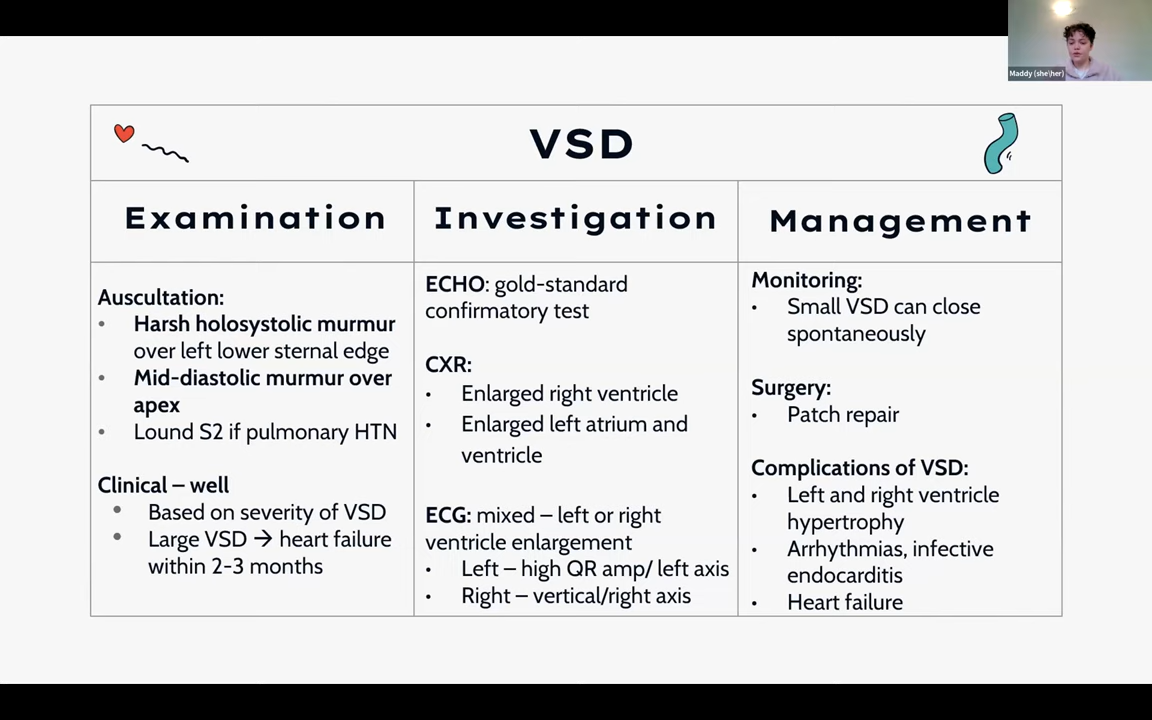 Maddy (she\her)
VSD
Examination
Investigation
Management
Auscultation:
• Harsh holosystolic murmur
over left lower sternal edge
• Mid-diastolic murmur over
apex
• Lound S2 if pulmonary HTN
Clinical – well
• Based on severity of VSD
• Large VSD → heart failure
within 2-3 months
ECHO: gold-standard
confirmatory test
CXR:
• Enlarged right ventricle
• Enlarged left atrium and
ventricle
ECG: mixed – left or right
ventricle enlargement
• Left – high QR amp/ left axis
• Right – vertical/right axis
Monitoring:
• Small VSD can close
spontaneously
Surgery:
• Patch repair
Complications of VSD:
• Left and right ventricle
hypertrophy
• Arrhythmias, infective
endocarditis
• Heart failure